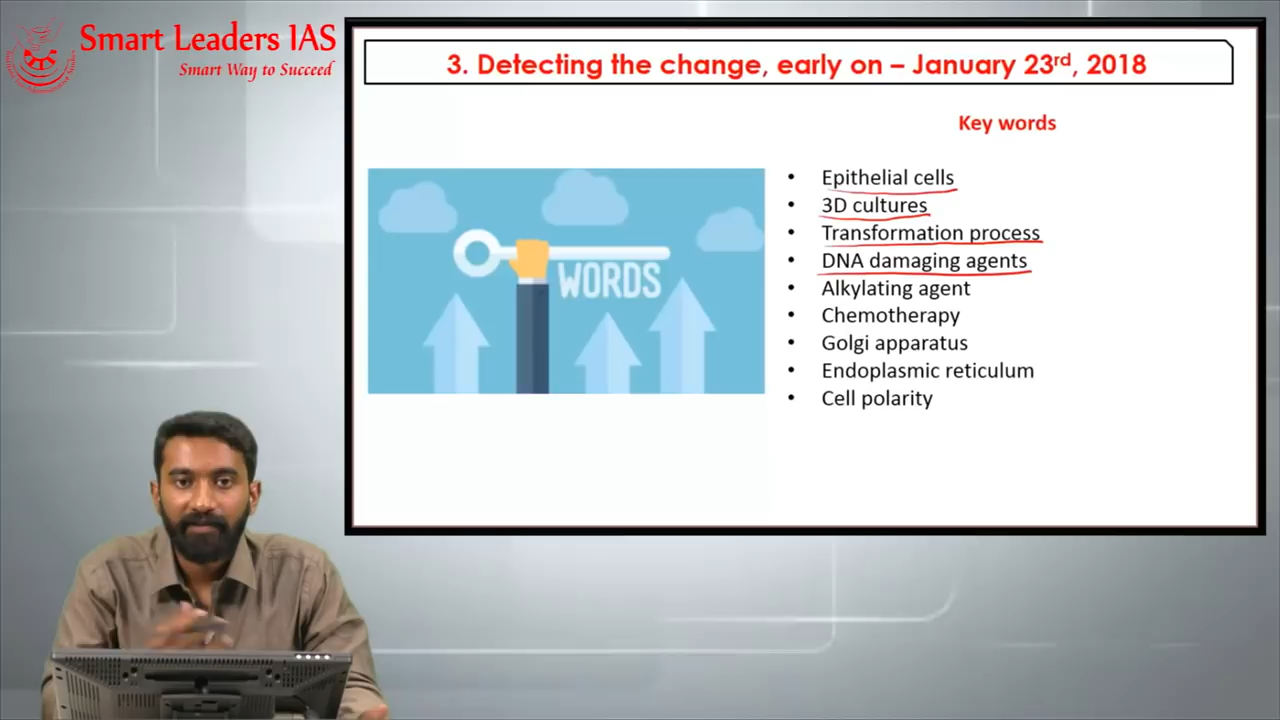 Smart Leaders IAS
Smart Way to Succeed
3. Detecting the change, early on – January 23rd, 2018
Key words
• Epithelial cells
• 3D cultures
• Transformation process
• DNA damaging agents
• Alkylating agent
• Chemotherapy
• Golgi apparatus
• Endoplasmic reticulum
• Cell polarity
WORDS